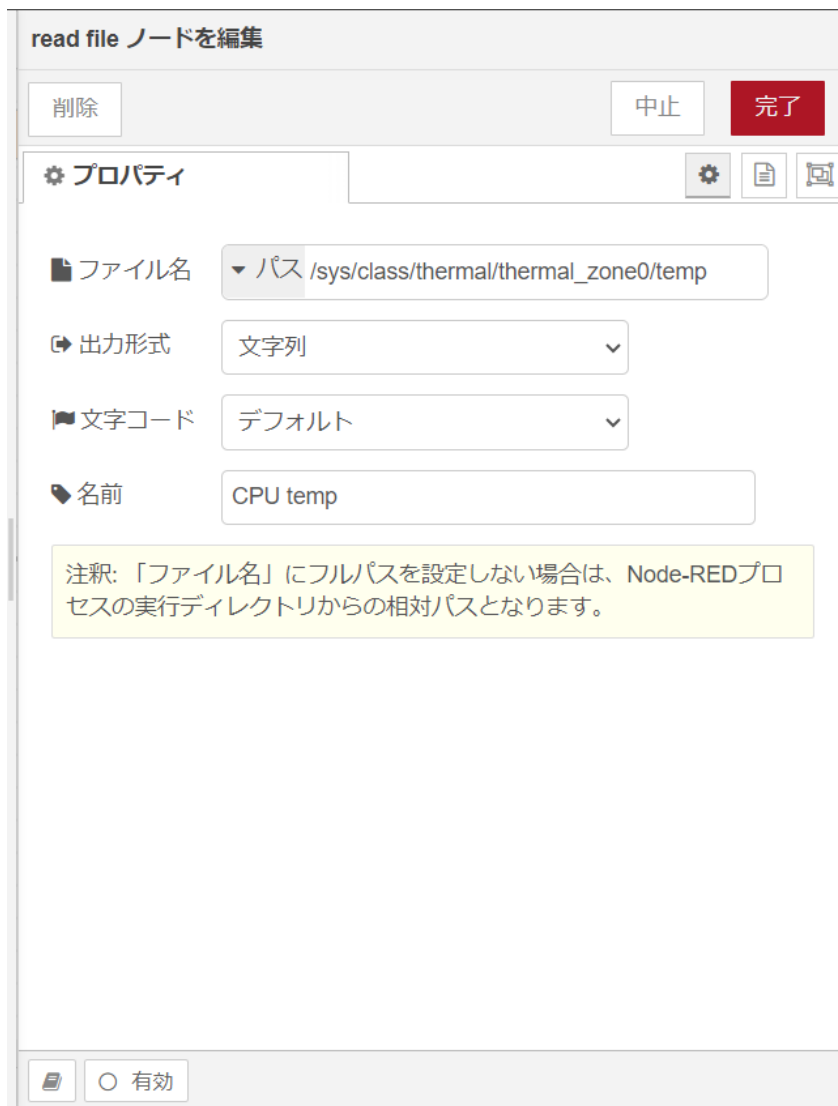 read file ノードを編集
削除
中止
完了
プロパティ
ファイル名
パス
/sys/class/thermal/thermal_zone0/temp
出力形式
文字列
文字コード
デフォルト
名前
CPU temp
注釈: 「ファイル名」にフルパスを設定しない場合は、Node-REDプロ
セスの実行ディレクトリからの相対パスとなります。
有効